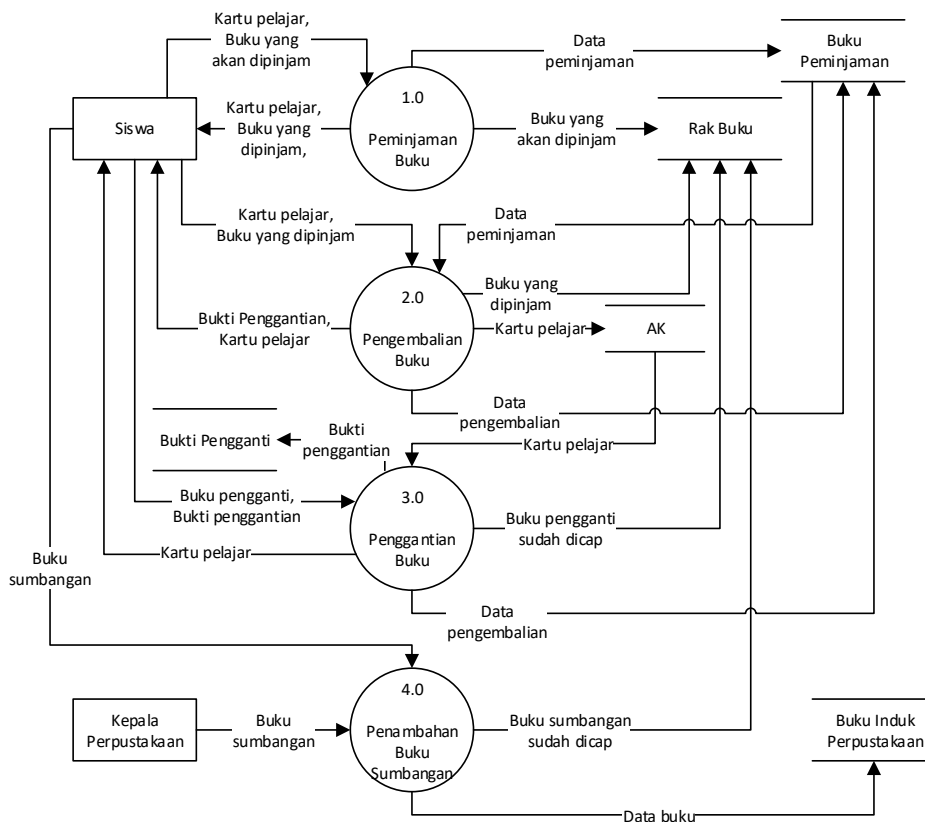 Kartu pelajar,
Buku yang
akan dipinjam
Data
peminjaman
Buku
Peminjaman
1.0
Peminjaman
Buku
Siswa
Kartu pelajar,
Buku yang
dipinjam,
Buku yang
akan dipinjam
Rak Buku
Kartu pelajar,
Buku yang dipinjam
Data
peminjaman
2.0
Pengembalian
Buku
Buku yang
dipinjam
Bukti Penggantian,
Kartu pelajar
Kartu pelajar
AK
Data
pengembalian
Bukti Pengganti
Bukti
penggantian
Kartu pelajar
3.0
Penggantian
Buku
Buku pengganti,
Bukti penggantian
Buku pengganti
sudah dicap
Kartu pelajar
Buku
sumbangan
Data
pengembalian
4.0
Penambahan
Buku
Sumbangan
Kepala
Perpustakaan
Buku
sumbangan
Buku sumbangan
sudah dicap
Buku Induk
Perpustakaan
Data buku